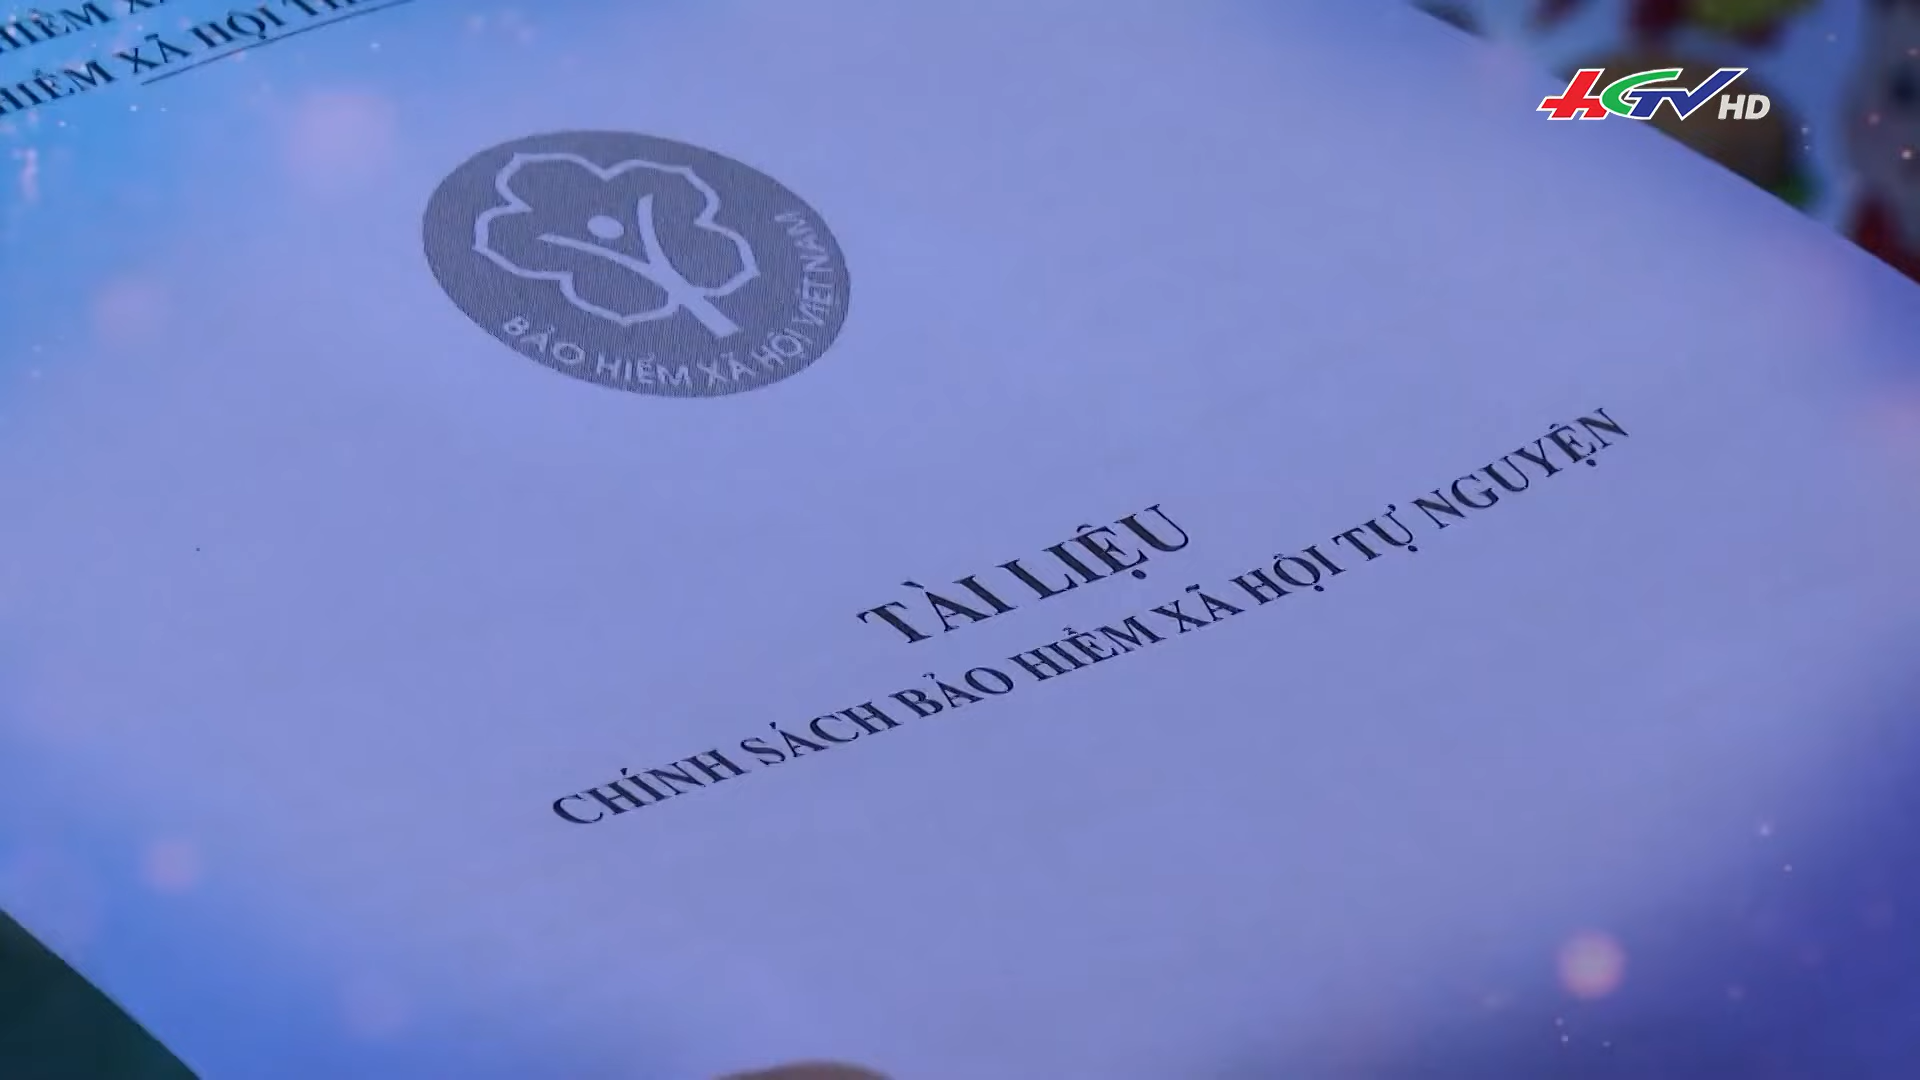 HIỂM XÃ HỘI
HGTV HD
BẢO HIỂM XÃ HỘI VIỆT NAM
TÀI LIỆU
CHÍNH SÁCH BẢO HIỂM XÃ HỘI TỰ NGUYỆN